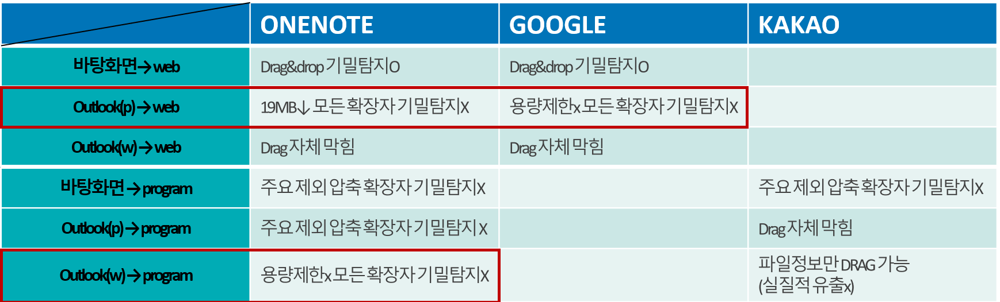 ONENOTE GOOGLE KAKAO
바탕화면→web Drag&drop 기밀탐지O Drag&drop 기밀탐지O
Outlook(p)→web 19MB↓ 모든 확장자 기밀탐지X 용량제한x 모든 확장자 기밀탐지X
Outlook(w)→web Drag 자체 막힘 Drag 자체 막힘
바탕화면→program 주요 제외 압축 확장자 기밀탐지X 주요 제외 압축 확장자 기밀탐지X
Outlook(p)→program 주요 제외 압축 확장자 기밀탐지 X Drag 자체 막힘
Outlook(w)→program 용량제한x 모든 확장자 기밀탐지X 파일정보만 DRAG 가능
(실질적 유출x)